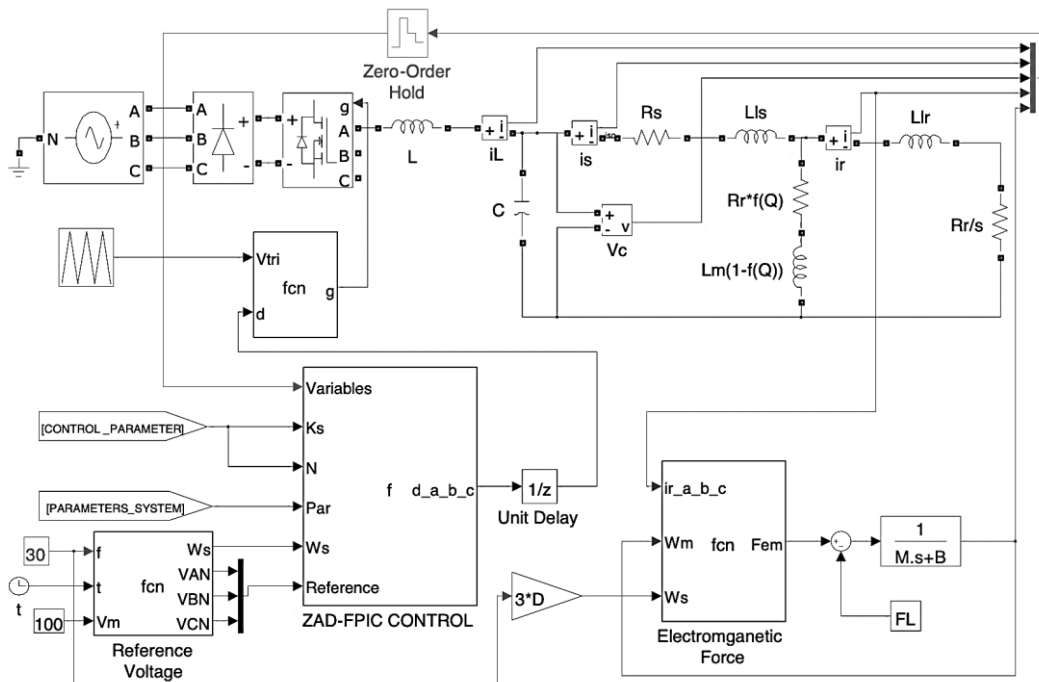 Zero-Order
Hold
N
A
B
C
A
B
C
+
-
+
-
g
A
B
C
L
+ i -
iL
+ i -
is
Rs
Lls
+ i -
ir
Llr
C
+ v -
Vc
Rr*f(Q)
Lm(1-f(Q))
Rr/s
Vtri
fcn
g
d
Variables
[CONTROL_PARAMETER]
Ks
N
f
d_a_b_c
1/z
Unit Delay
[PARAMETERS_SYSTEM]
Par
Ws
Reference
ZAD-FPIC CONTROL
30
f
Ws
t
t
fcn
VAN
VBN
100
Vm
VCN
Reference
Voltage
3*D
ir_a_b_c
Wm
fcn
Fem
Ws
Electromganetic
Force
+
-
1
M.s+B
FL